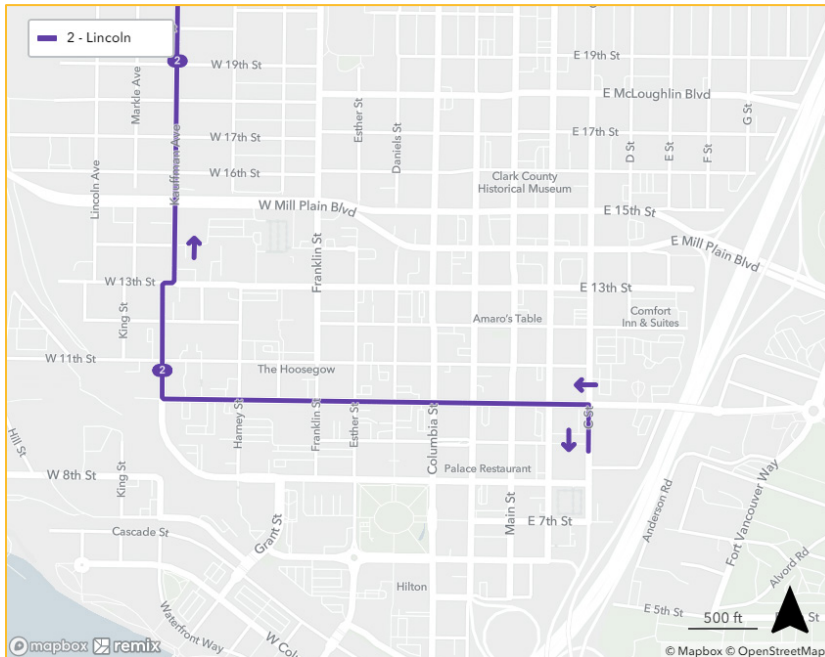 2 - Lincoln
2
W 19th St
E 19th St
Markle Ave
E McLoughlin Blvd
G St
Esther St
Daniels St
W 17th St
E 17th St
Kauffman Ave
D St
E St
F St
W 16th St
Lincoln Ave
Clark County
Historical Museum
W Mill Plain Blvd
E 15th St
Franklin St
E Mill Plain Blvd
W 13th St
E 13th St
King St
Amaro's Table
Comfort
Inn & Suites
W 11th St
2
The Hoosegow
Harney St
Franklin St
Esther St
Columbia St
C St
Hill St
W 8th St
King St
Palace Restaurant
Main St
E 7th St
Anderson Rd
Fort Vancouver Way
Cascade St
Grant St
Alvord Rd
Hilton
E 5th St
St
500 ft
Waterfront Way
W Col
mapbox remix
© Mapbox © OpenStreetMap